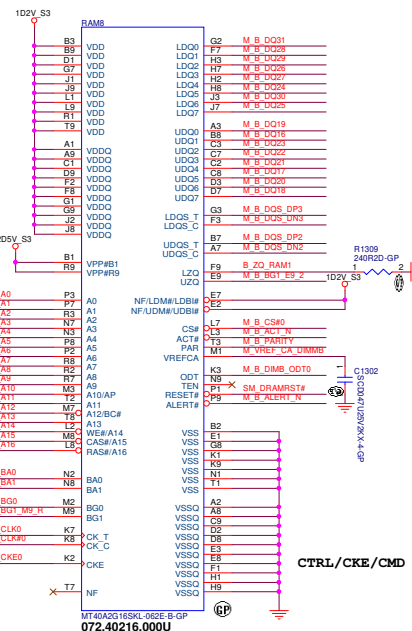 1D2V_S3
RAM8
B3 VDD LDQ0 G2 M_B_DQ31
B9 VDD LDQ1 F7 M_B_DQ28
D1 VDD LDQ2 H3 M_B_DQ29
G7 VDD LDQ3 H7 M_B_DQ26
J1 VDD LDQ4 H2 M_B_DQ27
J9 VDD LDQ5 H8 M_B_DQ24
L1 VDD LDQ6 J3 M_B_DQ30
L9 VDD LDQ7 J7 M_B_DQ25
R1 VDD
T9 VDD UDQ0 A3 M_B_DQ19
UDQ1 B8 M_B_DQ16
A1 VDDQ UDQ2 C3 M_B_DQ23
A9 VDDQ UDQ3 C7 M_B_DQ22
C1 VDDQ UDQ4 C2 M_B_DQ21
D9 VDDQ UDQ5 C8 M_B_DQ17
F2 VDDQ UDQ6 D3 M_B_DQ20
F8 VDDQ UDQ7 D7 M_B_DQ18
G1 VDDQ
G9 VDDQ LDQS_T G3 M_B_DQS_DP3
J2 VDDQ LDQS_C F3 M_B_DQS_DN3
J8 VDDQ
2D5V_S3 UDQS_T B7 M_B_DQS_DP2
UDQS_C A7 M_B_DQS_DN2
R1309
240R2D-GP
B1 VPP#B1 LZQ F9 B_ZQ_RAM1 1 2
R9 VPP#R9 UZQ E9 M_B_BG1_E9_2
1D2V_S3
A0 P3 A0 NF/LDM#/LDBI# E7
A1 P7 A1 NF/UDM#/UDBI# E2
A2 R3 A2
A3 N7 A3 CS# L7 M_B_CS#0
A4 N3 A4 ACT# L3 M_B_ACT_N
A5 P8 A5 PAR T3 M_B_PARITY
A6 P2 A6 VREFCA M1 M_VREF_CA_DIMMB
A7 R8 A7
A8 R2 A8 ODT K3 M_B_DIMB_ODT0
A9 R7 A9 TEN N9
A10 M3 A10/AP RESET# P1 SM_DRAMRST#
A11 T2 A11 ALERT# P9 M_B_ALERT_N
1
C1302
SCD047U25V2KX-4-GP
A12 M7 A12/BC#
A13 T8 A13 VSS B2
A14 L2 WE#/A14 VSS E1
A15 M8 CAS#/A15 VSS G8
A16 L8 RAS#/A16 VSS K1
VSS K9
BA0 N2 BA0 VSS N1
BA1 N8 BA1 VSS T1
BG0 M2 BG0 VSSQ A2
BG1_M9_R M9 BG1 VSSQ A8
VSSQ C9
CLK0 K7 CK_T VSSQ D2
CLK#0 K8 CK_C VSSQ D8
VSSQ E3
CKE0 K2 CKE VSSQ E8
VSSQ F1
VSSQ H1
T7 NF VSSQ H9
CTRL/CKE/CMD
MT40A2G16SKL-062E-B-GP
072.40216.000U
GP